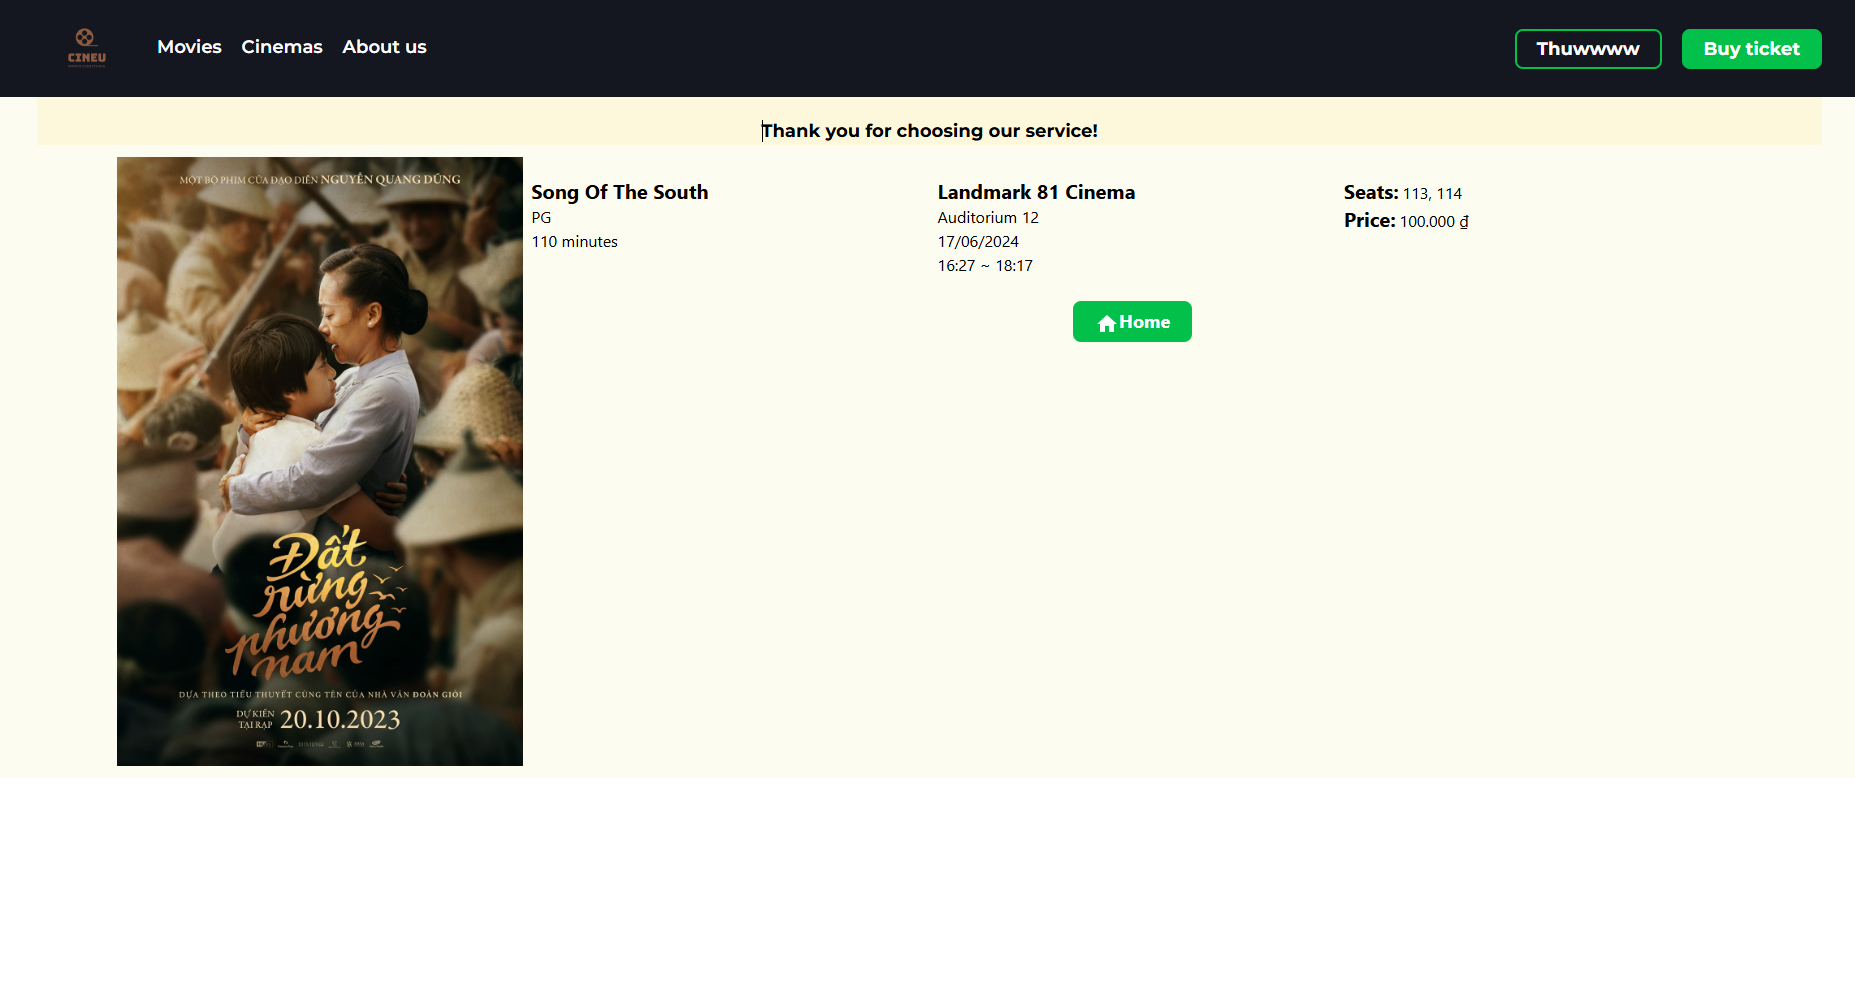 CINEU
Movies
Cinemas
About us
Thuwwww
Buy ticket
Thank you for choosing our service!
MỘT BỘ PHIM CỦA ĐẠO DIỄN NGUYỄN QUANG DŨNG
Đất
rừng
phương
nam
DỰA THEO TIỂU THUYẾT CÙNG TÊN CỦA NHÀ VĂN ĐOÀN GIỎI
DỰ KIẾN
TẠI RẠP
20.10.2023
Song Of The South
PG
110 minutes
Landmark 81 Cinema
Auditorium 12
17/06/2024
16:27 ~ 18:17
Seats: 113, 114
Price: 100.000 ₫
Home